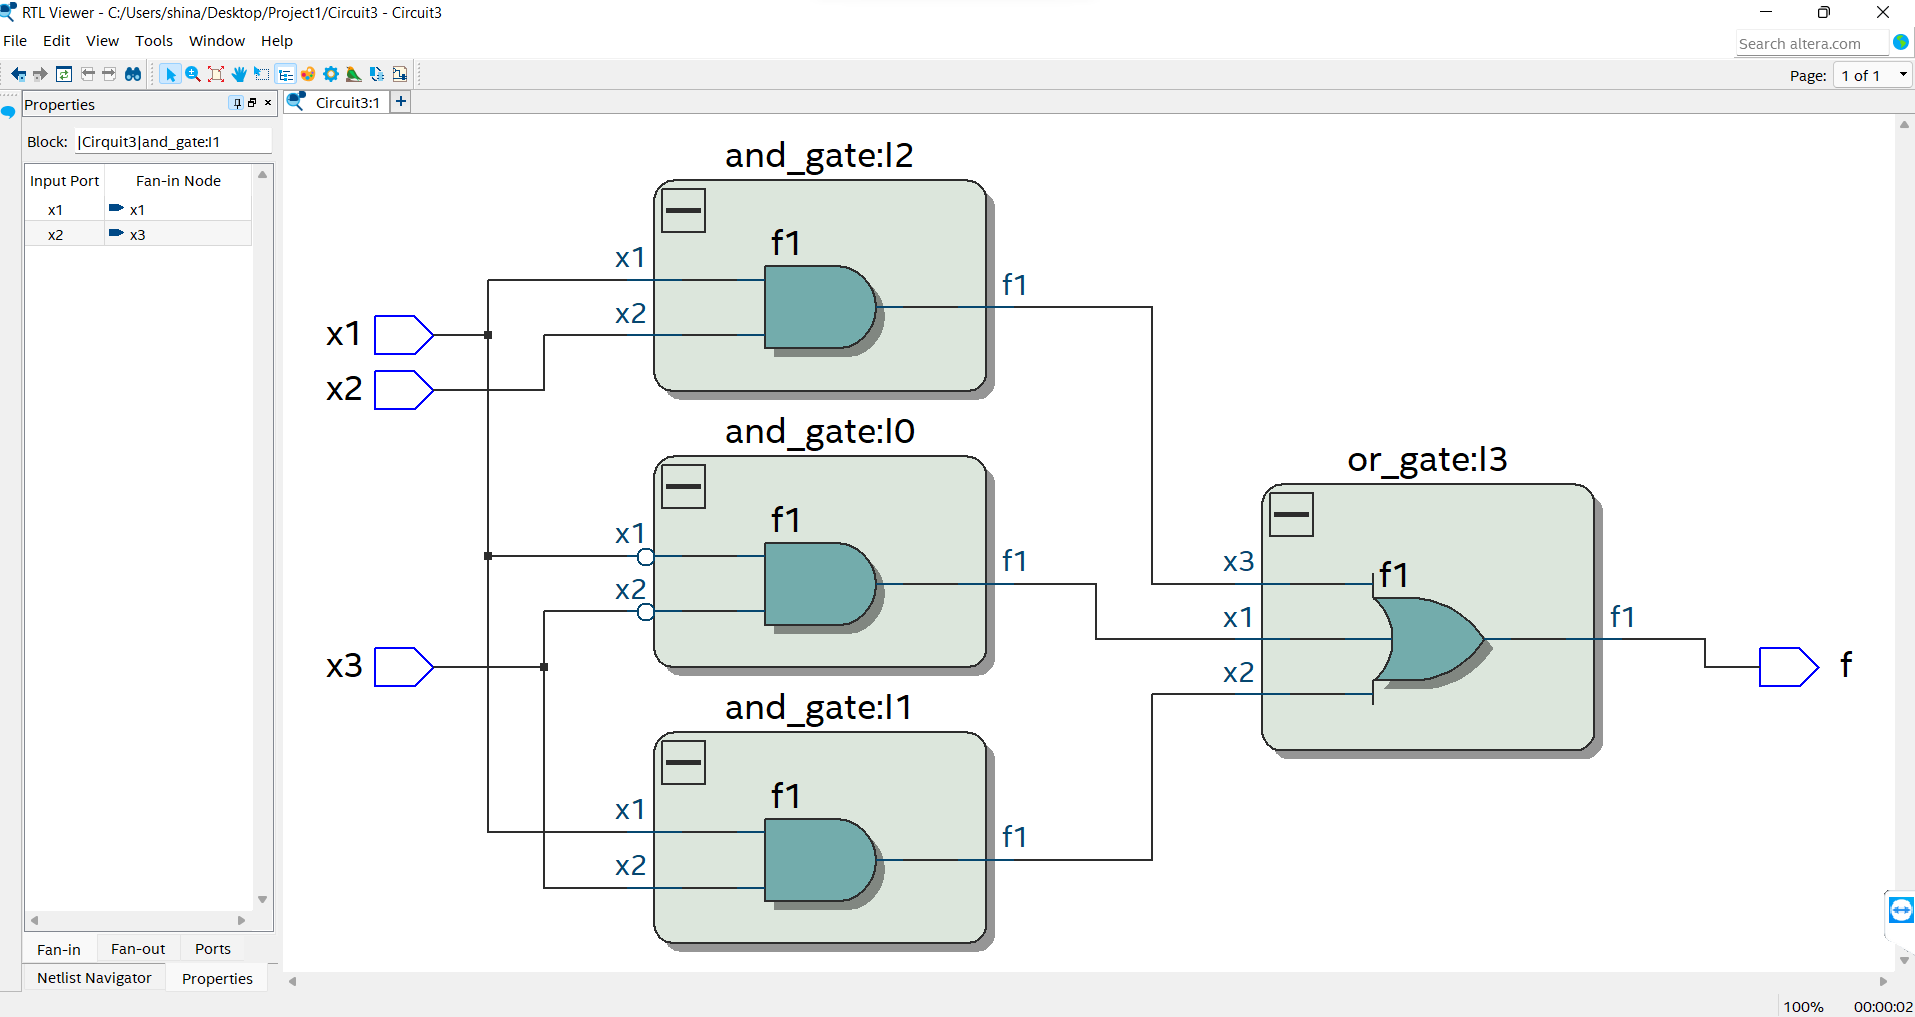 RTL Viewer - C:/Users/shina/Desktop/Project1/Circuit3 - Circuit3
File Edit View Tools Window Help
Search altera.com
Page: 1 of 1
Properties
Circuit3:1
Block: |Cirquit3|and_gate:I1
Input Port Fan-in Node
x1 x1
x2 x3
Fan-in Fan-out Ports
Netlist Navigator Properties
and_gate:I2
f1
x1
x2
f1
x1
x2
and_gate:I0
f1
x1
x2
f1
x3
and_gate:I1
f1
x1
x2
f1
or_gate:I3
f1
x3
x1
x2
f1
f
100% 00:00:02